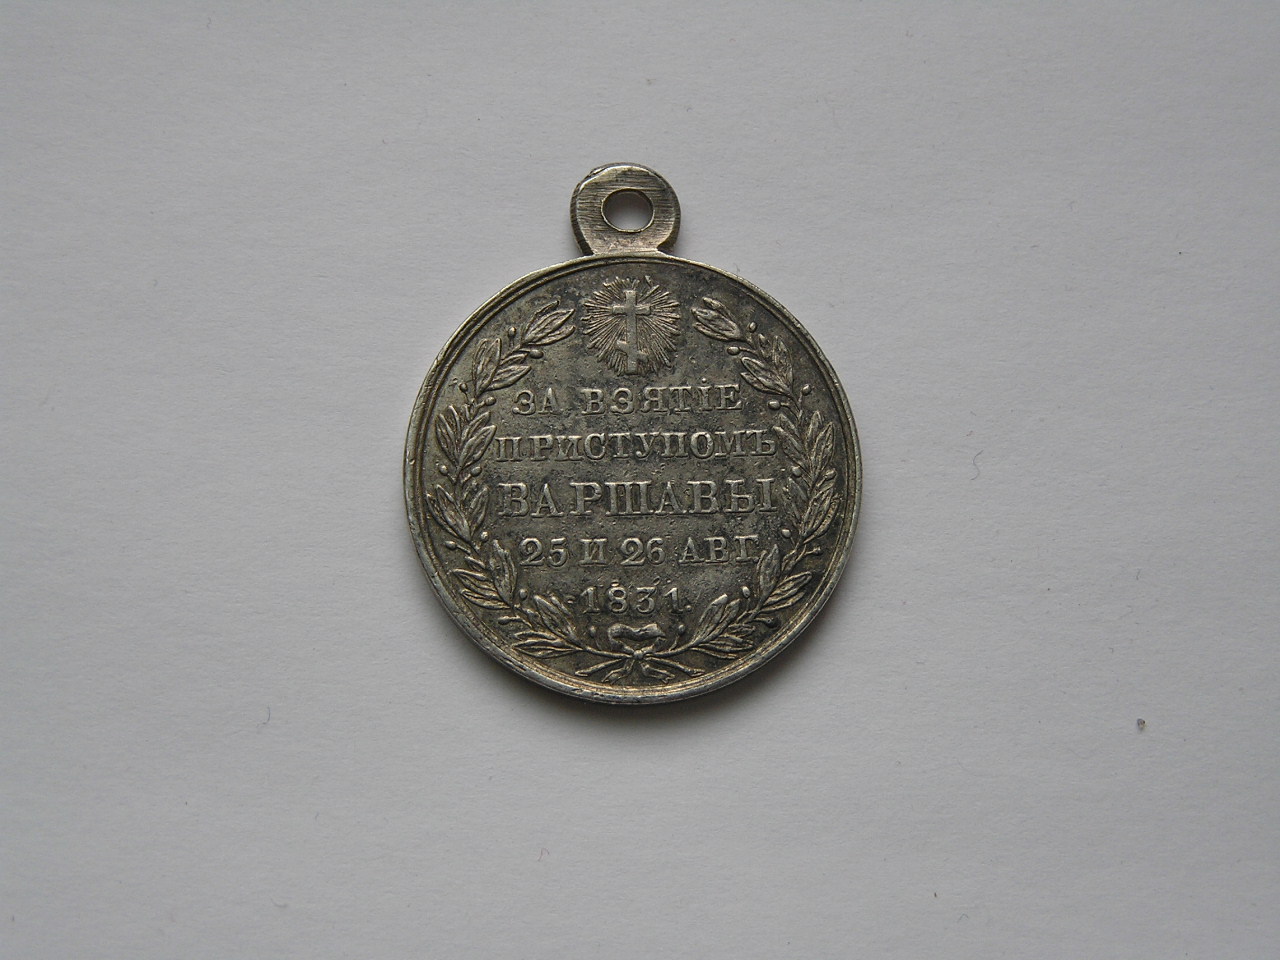 ЗА ВЗЯТІЕ
ПРИСТУПОМЪ
ВАРШАВЫ
25 И 26 АВГ.
1831.